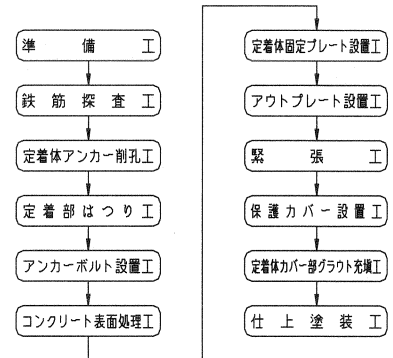 準備工
鉄筋探査工
定着体アンカー削孔工
定着部はつり工
アンカーボルト設置工
コンクリート表面処理工
定着体固定プレート設置工
アウトプレート設置工
緊張工
保護カバー設置工
定着体カバー部グラウト充填工
仕上塗装工